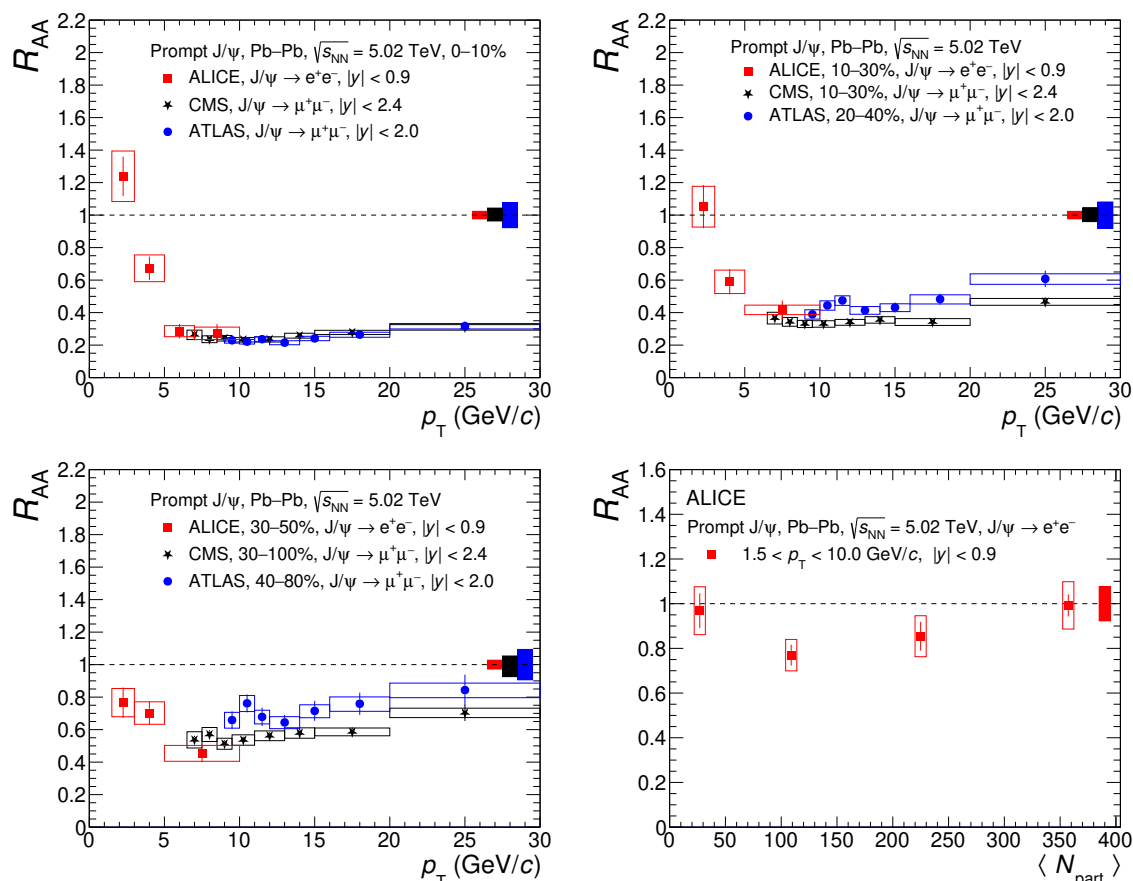 R_AA
2.2
2
1.8
1.6
1.4
1.2
1
0.8
0.6
0.4
0.2
0
Prompt J/ψ, Pb–Pb, √s_NN = 5.02 TeV, 0–10%
ALICE, J/ψ → e⁺e⁻, |y| < 0.9
CMS, J/ψ → μ⁺μ⁻, |y| < 2.4
ATLAS, J/ψ → μ⁺μ⁻, |y| < 2.0
0 5 10 15 20 25 30
p_T (GeV/c)
R_AA
2.2
2
1.8
1.6
1.4
1.2
1
0.8
0.6
0.4
0.2
0
Prompt J/ψ, Pb–Pb, √s_NN = 5.02 TeV
ALICE, 10–30%, J/ψ → e⁺e⁻, |y| < 0.9
CMS, 10–30%, J/ψ → μ⁺μ⁻, |y| < 2.4
ATLAS, 20–40%, J/ψ → μ⁺μ⁻, |y| < 2.0
0 5 10 15 20 25 30
p_T (GeV/c)
R_AA
2.2
2
1.8
1.6
1.4
1.2
1
0.8
0.6
0.4
0.2
0
Prompt J/ψ, Pb–Pb, √s_NN = 5.02 TeV
ALICE, 30–50%, J/ψ → e⁺e⁻, |y| < 0.9
CMS, 30–100%, J/ψ → μ⁺μ⁻, |y| < 2.4
ATLAS, 40–80%, J/ψ → μ⁺μ⁻, |y| < 2.0
0 5 10 15 20 25 30
p_T (GeV/c)
R_AA
1.6
1.4
1.2
1
0.8
0.6
0.4
0.2
0
ALICE
Prompt J/ψ, Pb–Pb, √s_NN = 5.02 TeV, J/ψ → e⁺e⁻
1.5 < p_T < 10.0 GeV/c, |y| < 0.9
0 50 100 150 200 250 300 350 400
⟨ N_part ⟩